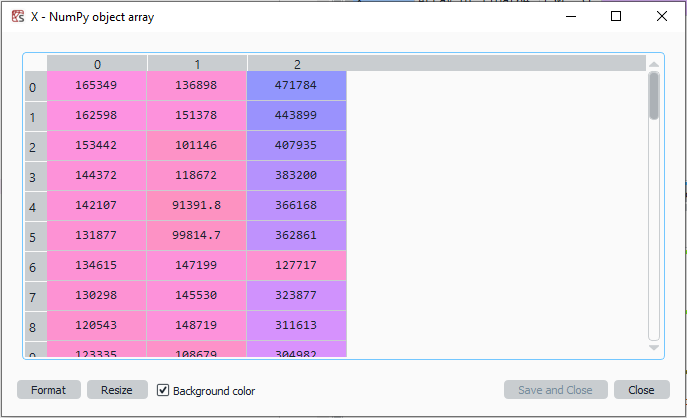 X - NumPy object array
0 1 2
0 165349 136898 471784
1 162598 151378 443899
2 153442 101146 407935
3 144372 118672 383200
4 142107 91391.8 366168
5 131877 99814.7 362861
6 134615 147199 127717
7 130298 145530 323877
8 120543 148719 311613
9 123335 108679 304982
Format Resize Background color Save and Close Close